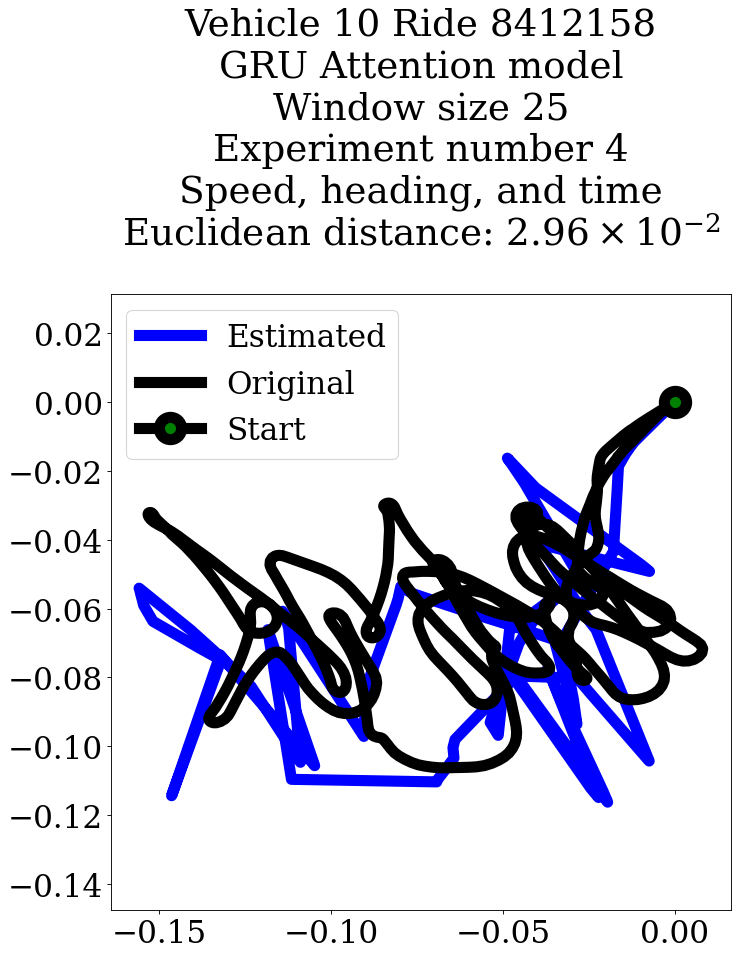 Vehicle 10 Ride 8412158
GRU Attention model
Window size 25
Experiment number 4
Speed, heading, and time
Euclidean distance: 2.96 × 10⁻²
Estimated
Original
Start
0.02
0.00
−0.02
−0.04
−0.06
−0.08
−0.10
−0.12
−0.14
−0.15 −0.10 −0.05 0.00